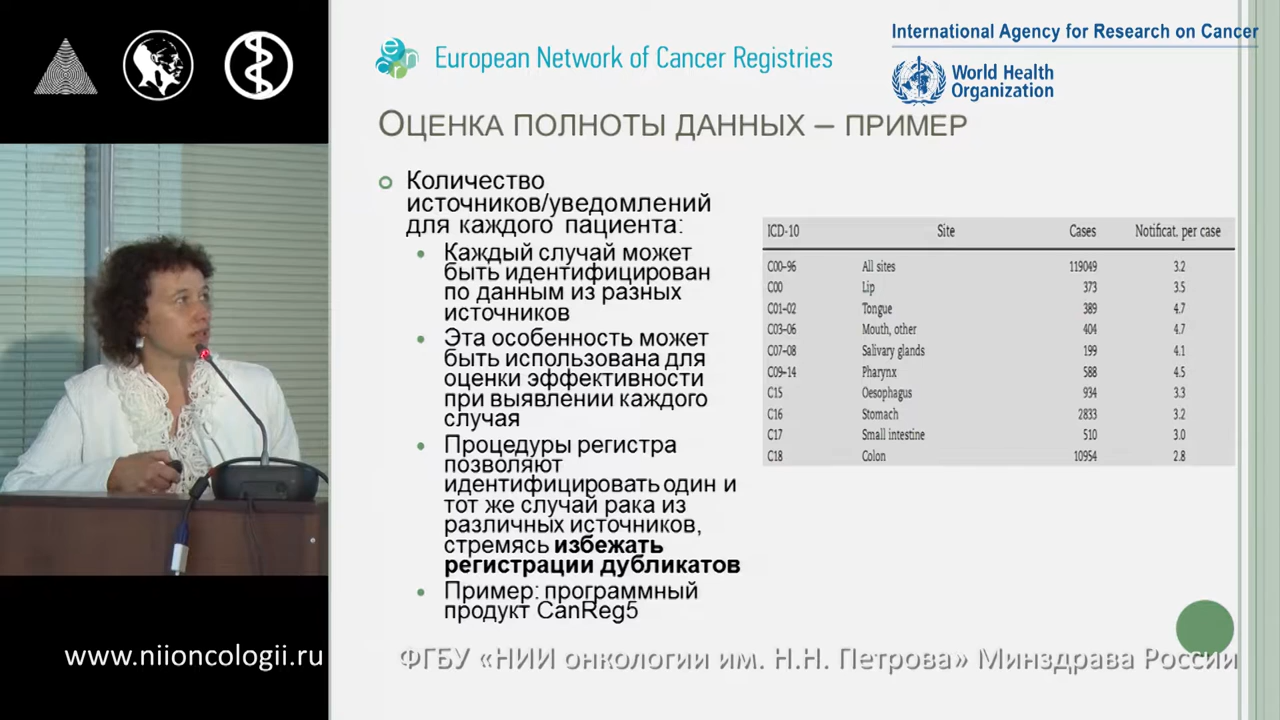 International Agency for Research on Cancer
European Network of Cancer Registries
World Health
Organization
ОЦЕНКА ПОЛНОТЫ ДАННЫХ – ПРИМЕР
Количество
источников/уведомлений
для каждого пациента:
Каждый случай может
быть идентифицирован
по данным из разных
источников
Эта особенность может
быть использована для
оценки эффективности
при выявлении каждого
случая
Процедуры регистра
позволяют
идентифицировать один и
тот же случай рака из
различных источников,
стремясь избежать
регистрации дубликатов
Пример: программный
продукт CanReg5
ICD-10 Site Cases Notificat. per case
C00-96 All sites 119049 3.2
C00 Lip 373 3.5
C01-02 Tongue 389 4.7
C03-06 Mouth, other 404 4.7
C07-08 Salivary glands 199 4.1
C09-14 Pharynx 588 4.5
C15 Oesophagus 934 3.3
C16 Stomach 2833 3.2
C17 Small intestine 510 3.0
C18 Colon 10954 2.8
www.niioncologii.ru
ФГБУ «НИИ онкологии им. Н.Н. Петрова» Минздрава России